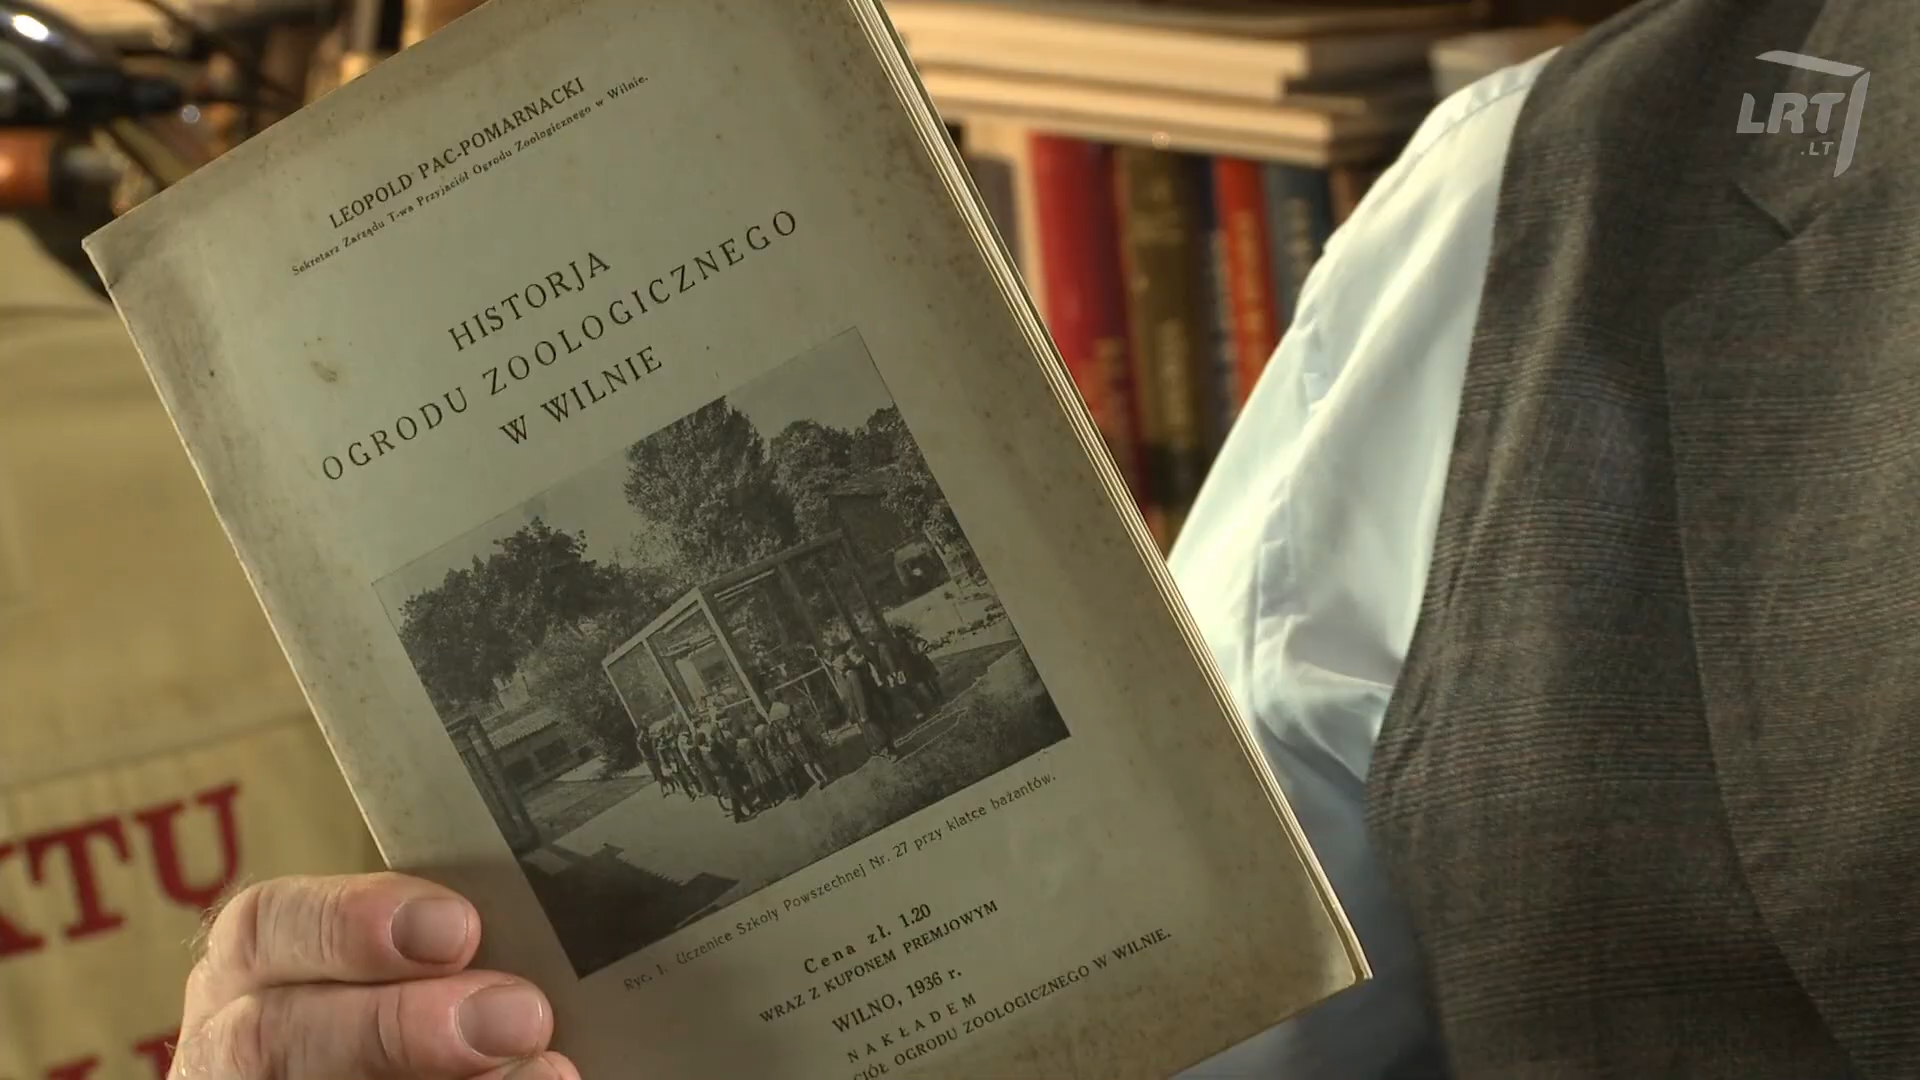 LEOPOLD PAC-POMARNACKI
Sekretarz Zarządu T-wa Przyjaciół Ogrodu Zoologicznego w Wilnie.
HISTORJA
OGRODU ZOOLOGICZNEGO
W WILNIE
Ryc. 1. Uczenice Szkoły Powszechnej Nr. 27 przy klatce bażantów.
Cena zł. 1.20
WRAZ Z KUPONEM PREMJOWYM
WILNO, 1936 r.
NAKŁADEM
CIÓŁ OGRODU ZOOLOGICZNEGO W WILNIE.
KTU
LRT
.LT